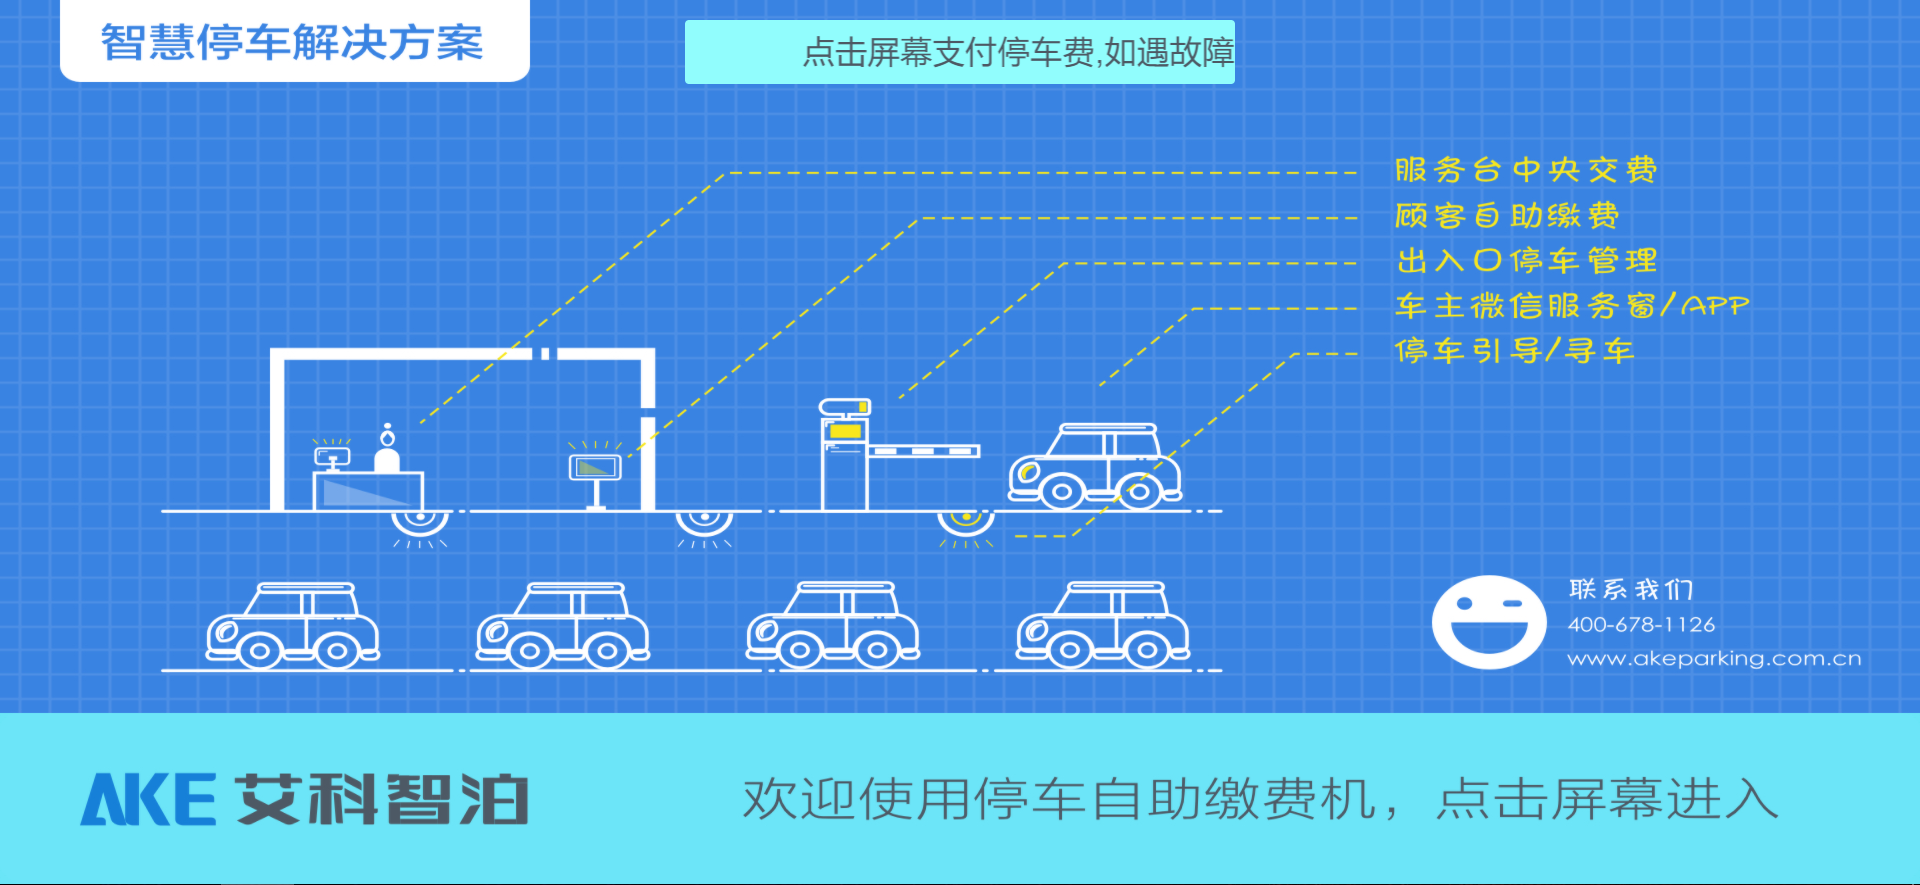 智慧停车解决方案
点击屏幕支付停车费,如遇故障
服务台中央交费
顾客自助缴费
出入口停车管理
车主微信服务窗/APP
停车引导/寻车
联系我们
400-678-1126
www.akeparking.com.cn
AKE 艾科智泊
欢迎使用停车自助缴费机，点击屏幕进入